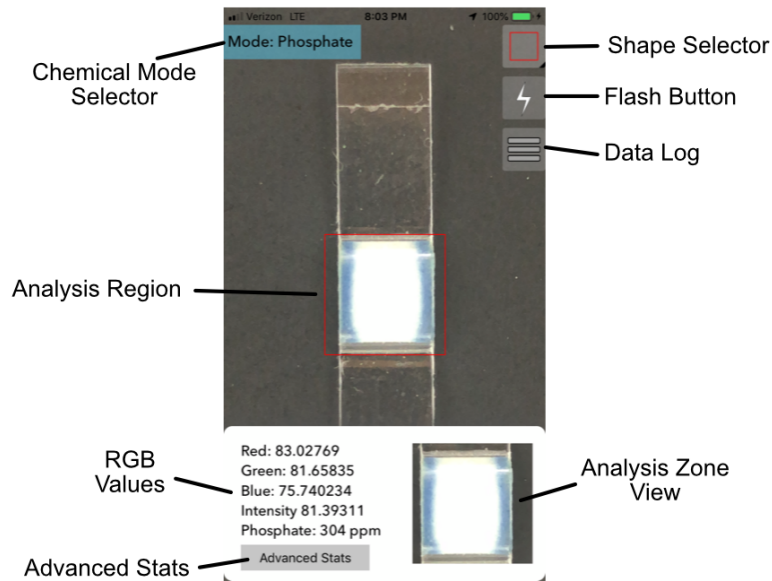 Verizon LTE 8:03 PM 100%
Mode: Phosphate
Chemical Mode
Selector
Shape Selector
Flash Button
Data Log
Analysis Region
RGB
Values
Red: 83.02769
Green: 81.65835
Blue: 75.740234
Intensity 81.39311
Phosphate: 304 ppm
Advanced Stats
Analysis Zone
View
Advanced Stats